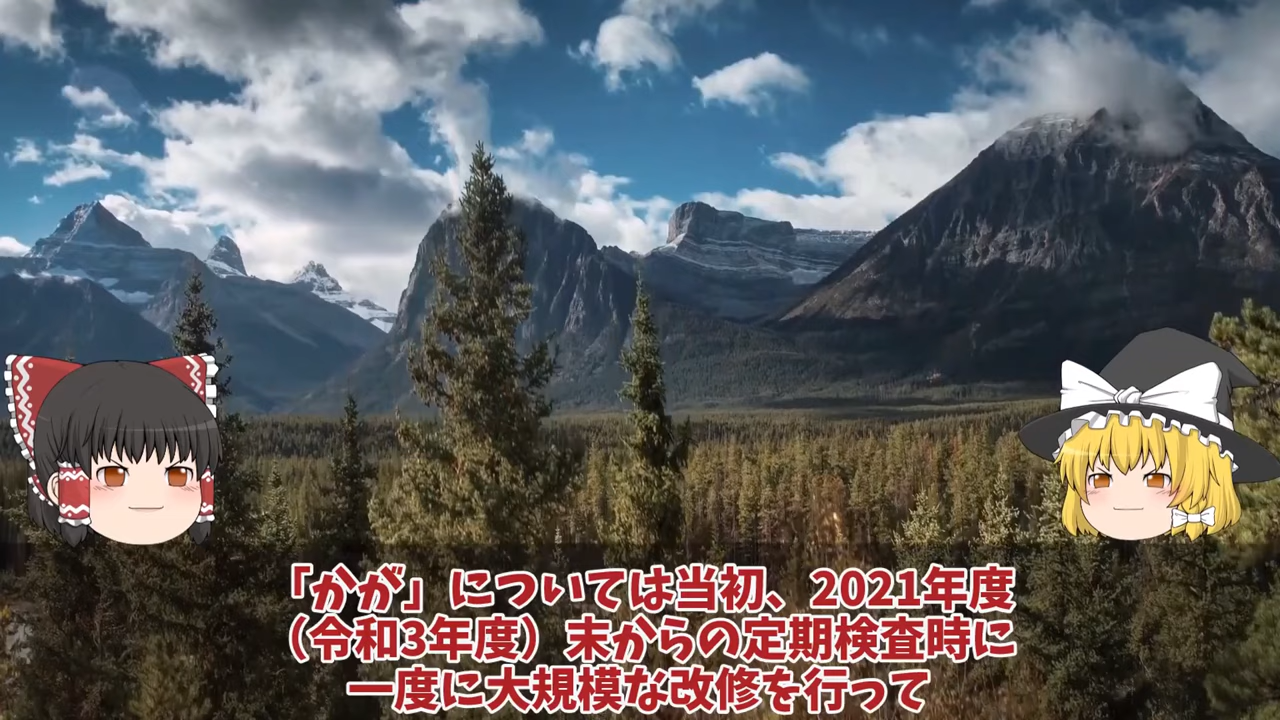 「かが」については当初、2021年度
（令和3年度）末からの定期検査時に
一度に大規模な改修を行って